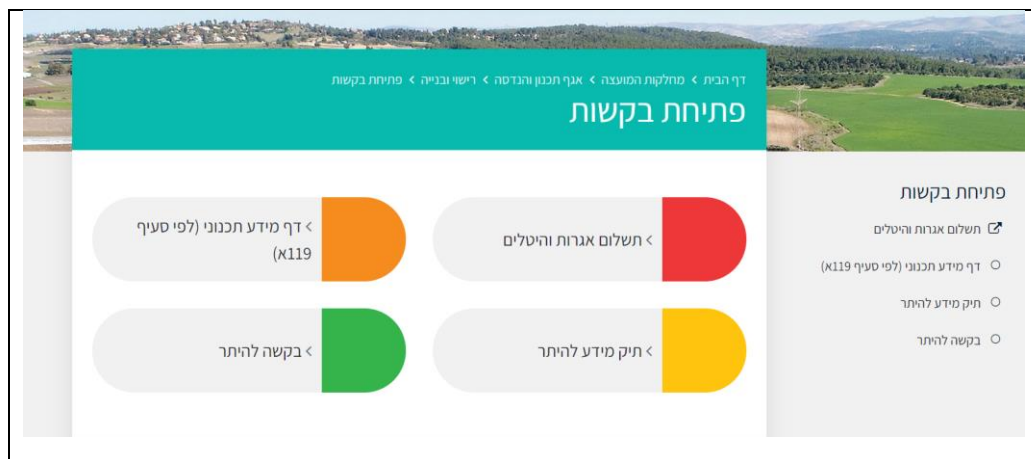 דף הבית > מחלקות המועצה > אגף תכנון והנדסה > רישוי ובנייה > פתיחת בקשות
פתיחת בקשות
פתיחת בקשות
תשלום אגרות והיטלים
דף מידע תכנוני (לפי סעיף 119א)
תיק מידע להיתר
בקשה להיתר
> תשלום אגרות והיטלים
> דף מידע תכנוני (לפי סעיף
119א)
> תיק מידע להיתר
> בקשה להיתר